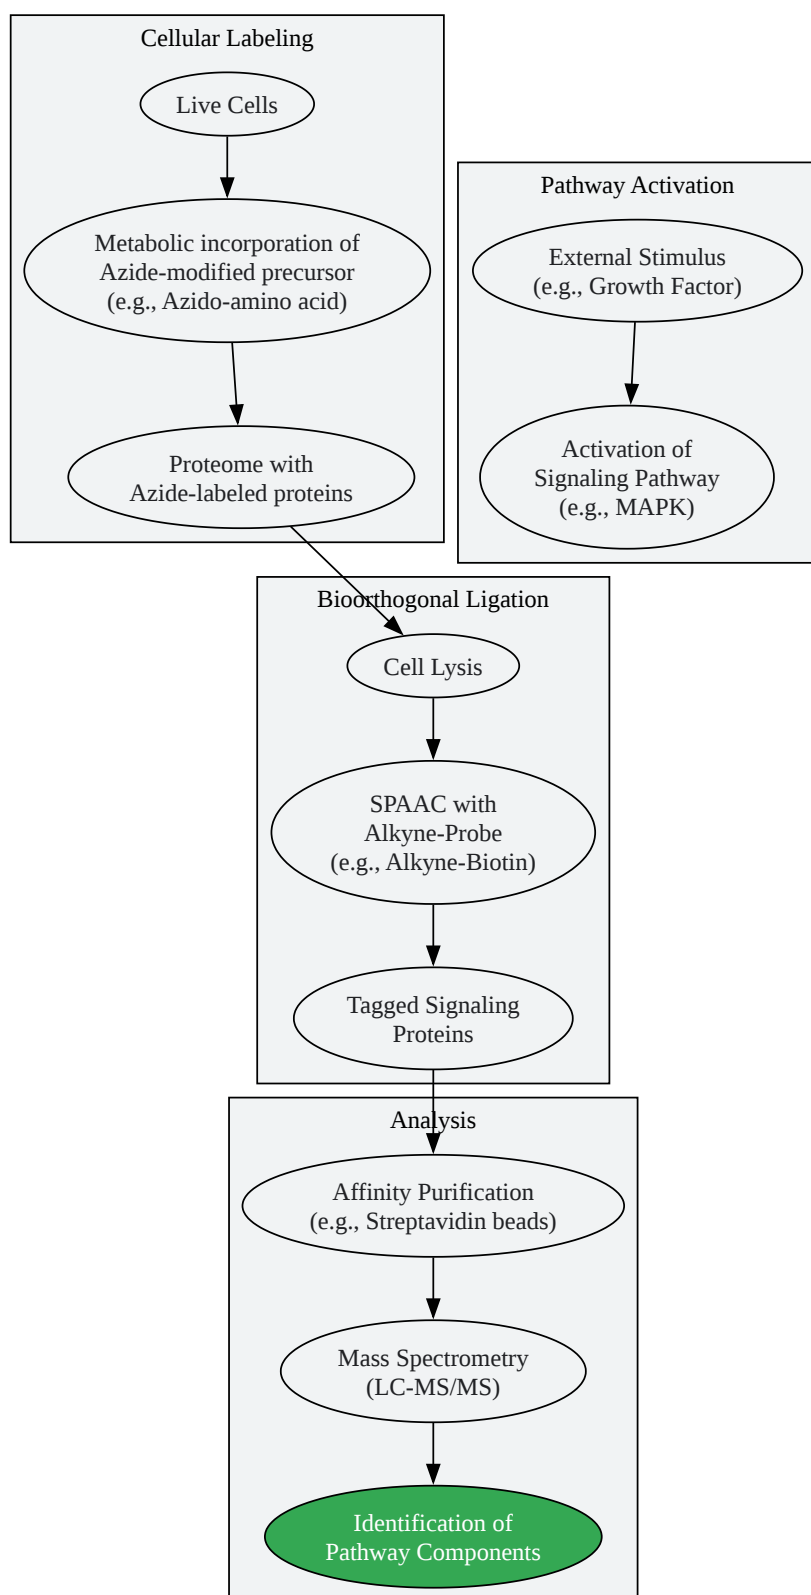 Cellular Labeling
Live Cells
Metabolic incorporation of
Azide-modified precursor
(e.g., Azido-amino acid)
Proteome with
Azide-labeled proteins
Pathway Activation
External Stimulus
(e.g., Growth Factor)
Activation of
Signaling Pathway
(e.g., MAPK)
Bioorthogonal Ligation
Cell Lysis
SPAAC with
Alkyne-Probe
(e.g., Alkyne-Biotin)
Tagged Signaling
Proteins
Analysis
Affinity Purification
(e.g., Streptavidin beads)
Mass Spectrometry
(LC-MS/MS)
Identification of
Pathway Components